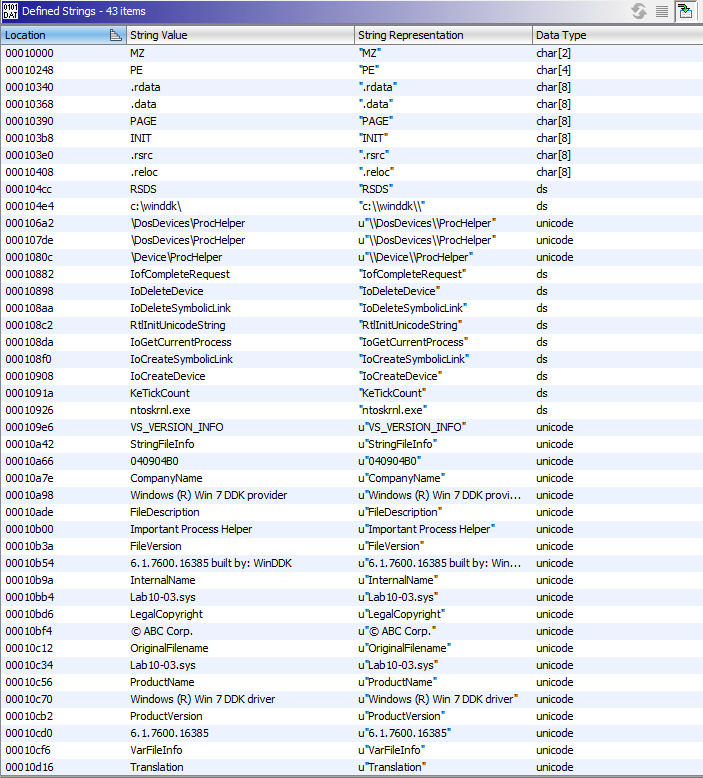 Defined Strings - 43 items
Location String Value String Representation Data Type
00010000 MZ "MZ" char[2]
00010248 PE "PE" char[4]
00010340 .rdata ".rdata" char[8]
00010368 .data ".data" char[8]
00010390 PAGE "PAGE" char[8]
000103b8 INIT "INIT" char[8]
000103e0 .rsrc ".rsrc" char[8]
00010408 .reloc ".reloc" char[8]
000104cc RSDS "RSDS" ds
000104e4 c:\winddk\ "c:\\winddk\\" ds
000106a2 \DosDevices\ProcHelper u"\\DosDevices\\ProcHelper" unicode
000107de \DosDevices\ProcHelper u"\\DosDevices\\ProcHelper" unicode
0001080c \Device\ProcHelper u"\\Device\\ProcHelper" unicode
00010882 IofCompleteRequest "IofCompleteRequest" ds
00010898 IoDeleteDevice "IoDeleteDevice" ds
000108aa IoDeleteSymbolicLink "IoDeleteSymbolicLink" ds
000108c2 RtlInitUnicodeString "RtlInitUnicodeString" ds
000108da IoGetCurrentProcess "IoGetCurrentProcess" ds
000108f0 IoCreateSymbolicLink "IoCreateSymbolicLink" ds
00010908 IoCreateDevice "IoCreateDevice" ds
0001091a KeTickCount "KeTickCount" ds
00010926 ntoskrnl.exe "ntoskrnl.exe" ds
000109e6 VS_VERSION_INFO u"VS_VERSION_INFO" unicode
00010a42 StringFileInfo u"StringFileInfo" unicode
00010a66 040904B0 u"040904B0" unicode
00010a7e CompanyName u"CompanyName" unicode
00010a98 Windows (R) Win 7 DDK provider u"Windows (R) Win 7 DDK provi... unicode
00010ade FileDescription u"FileDescription" unicode
00010b00 Important Process Helper u"Important Process Helper" unicode
00010b3a FileVersion u"FileVersion" unicode
00010b54 6.1.7600.16385 built by: WinDDK u"6.1.7600.16385 built by: Win... unicode
00010b9a InternalName u"InternalName" unicode
00010bb4 Lab10-03.sys u"Lab10-03.sys" unicode
00010bd6 LegalCopyright u"LegalCopyright" unicode
00010bf4 © ABC Corp. u"© ABC Corp." unicode
00010c12 OriginalFilename u"OriginalFilename" unicode
00010c34 Lab10-03.sys u"Lab10-03.sys" unicode
00010c56 ProductName u"ProductName" unicode
00010c70 Windows (R) Win 7 DDK driver u"Windows (R) Win 7 DDK driver" unicode
00010cb2 ProductVersion u"ProductVersion" unicode
00010cd0 6.1.7600.16385 u"6.1.7600.16385" unicode
00010cf6 VarFileInfo u"VarFileInfo" unicode
00010d16 Translation u"Translation" unicode